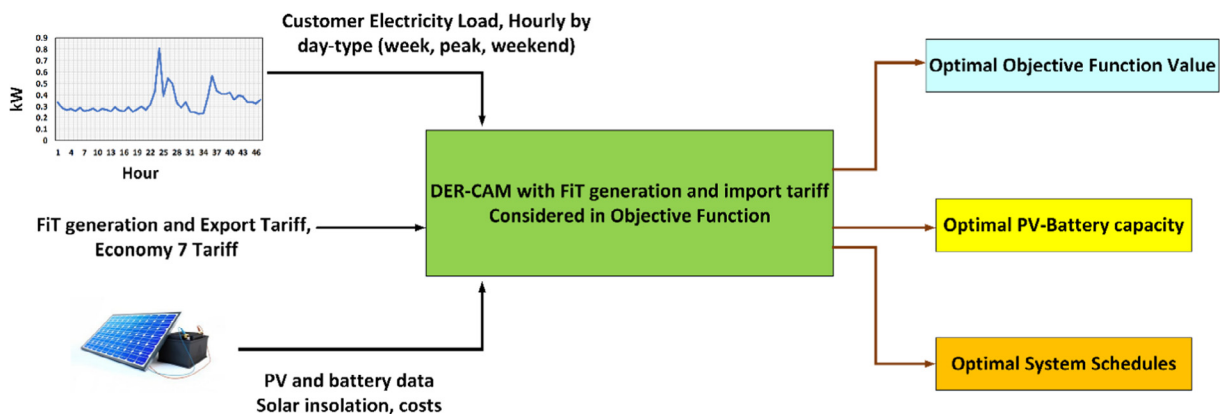 Customer Electricity Load, Hourly by
day-type (week, peak, weekend)
0.9
0.8
0.7
0.6
0.5
0.4
0.3
0.2
0.1
0
kW
1 4 7 10 13 16 19 22 25 28 31 34 37 40 43 46
Hour
FiT generation and Export Tariff,
Economy 7 Tariff
PV and battery data
Solar insolation, costs
DER-CAM with FiT generation and import tariff
Considered in Objective Function
Optimal Objective Function Value
Optimal PV-Battery capacity
Optimal System Schedules